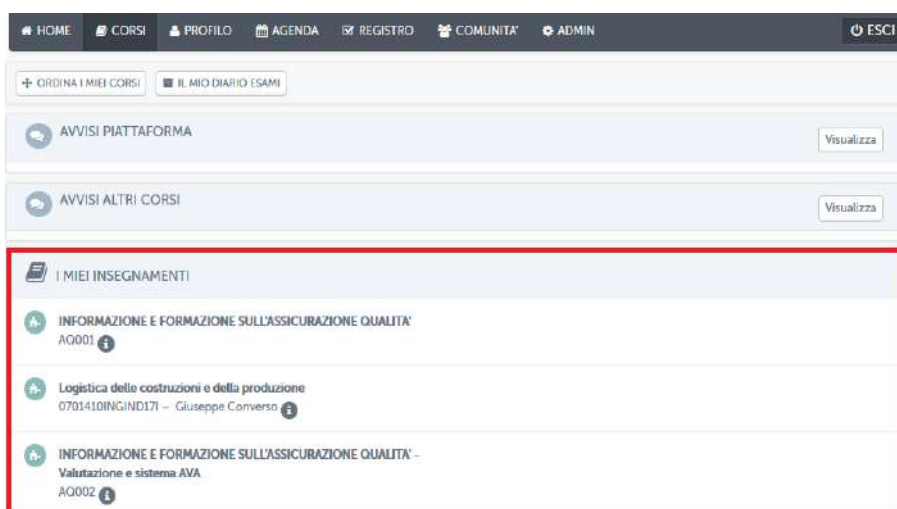 HOME CORSI PROFILO AGENDA REGISTRO COMUNITA' ADMIN ESCI
ORDINA I MIEI CORSI IL MIO DIARIO ESAMI
AVVISI PIATTAFORMA
Visualizza
AVVISI ALTRI CORSI
Visualizza
I MIEI INSEGNAMENTI
INFORMAZIONE E FORMAZIONE SULL'ASSICURAZIONE QUALITA'
AQ001
Logistica delle costruzioni e della produzione
0701410INGIND17I – Giuseppe Converso
INFORMAZIONE E FORMAZIONE SULL'ASSICURAZIONE QUALITA' -
Valutazione e sistema AVA
AQ002